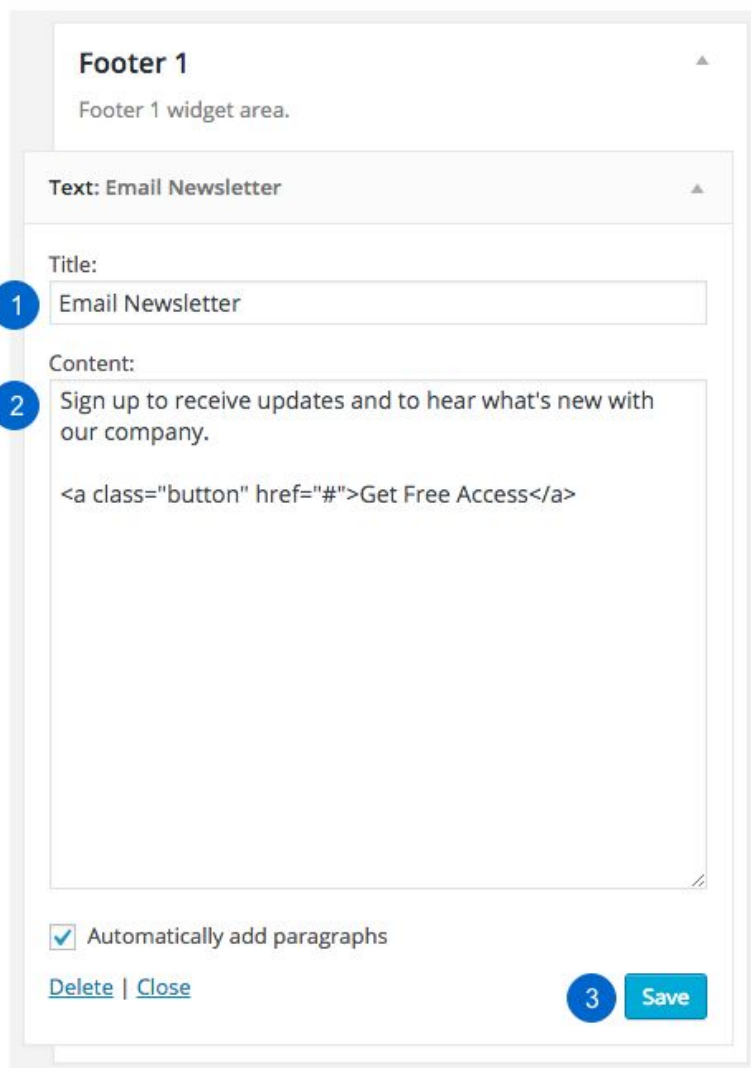 Footer 1
Footer 1 widget area.
Text: Email Newsletter
Title:
1
Email Newsletter
Content:
2
Sign up to receive updates and to hear what's new with
our company.
<a class="button" href="#">Get Free Access</a>
Automatically add paragraphs
Delete | Close
3
Save